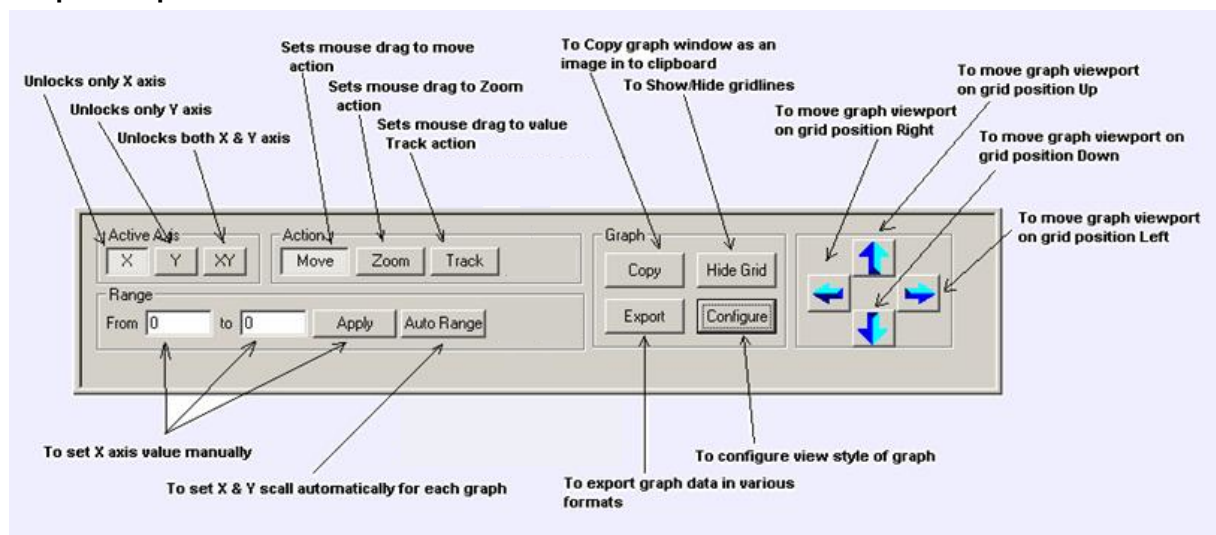 Sets mouse drag to move
action
To Copy graph window as an
image in to clipboard
Unlocks only X axis
Sets mouse drag to Zoom
action
To Show/Hide gridlines
To move graph viewport
on grid position Up
Unlocks only Y axis
Sets mouse drag to value
Track action
To move graph viewport
on grid position Right
Unlocks both X & Y axis
To move graph viewport on
grid position Down
To move graph viewport
on grid position Left
Active Axis
X Y XY
Action
Move Zoom Track
Graph
Copy Hide Grid
Export Configure
Range
From 0 to 0 Apply Auto Range
To set X axis value manually
To set X & Y scall automatically for each graph
To configure view style of graph
To export graph data in various
formats